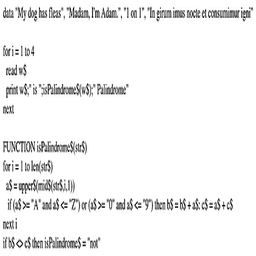 data "My dog has fleas", "Madam, I'm Adam.", "1 on 1", "In girum imus nocte et consumimur igni"
for i = 1 to 4
read w$
print w$;" is ";isPalindrome$(w$);" Palindrome"
next
FUNCTION isPalindrome$(str$)
for i = 1 to len(str$)
a$ = upper$(mid$(str$,i,1))
if (a$ >= "A" and a$ <= "Z") or (a$ >= "0" and a$ <= "9") then b$ = b$ + a$: c$ = a$ + c$
next i
if b$ <> c$ then isPalindrome$ = "not"